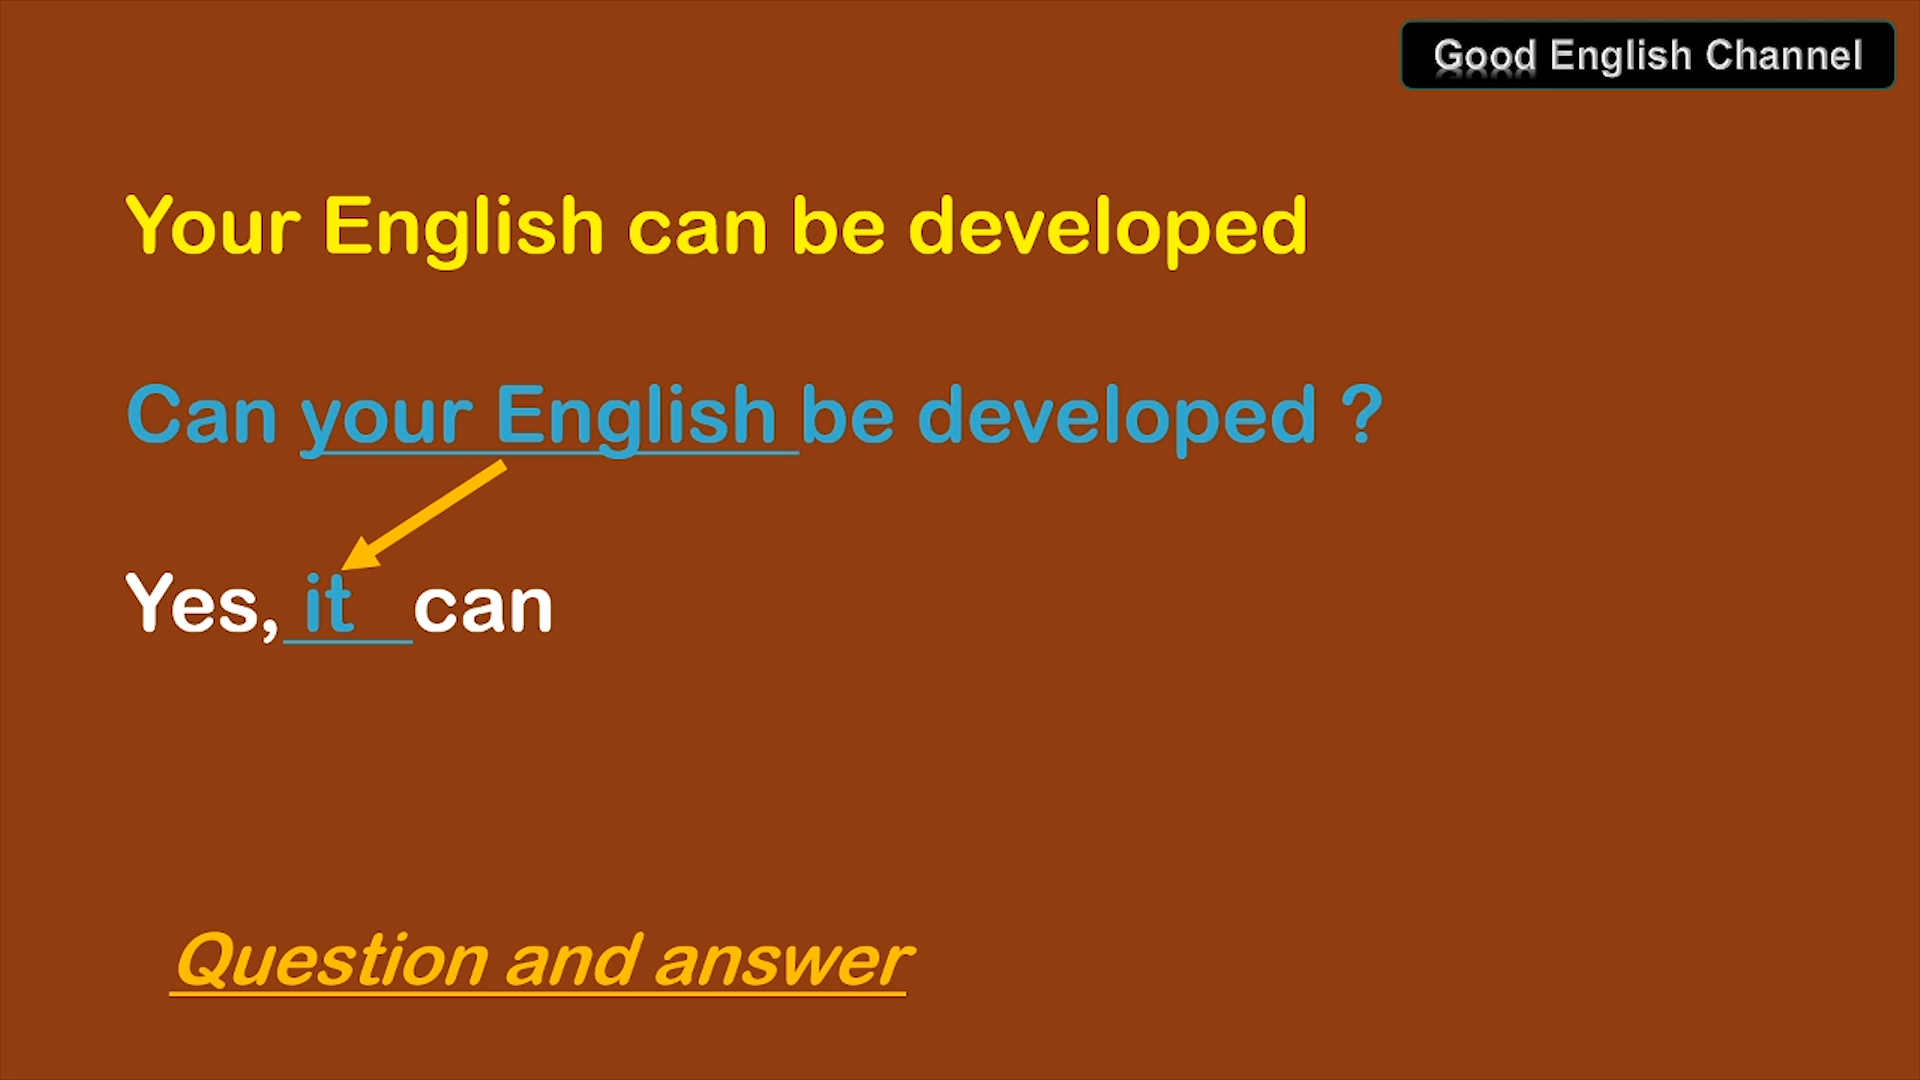 Good English Channel
Your English can be developed
Can your English be developed ?
Yes, it can
Question and answer